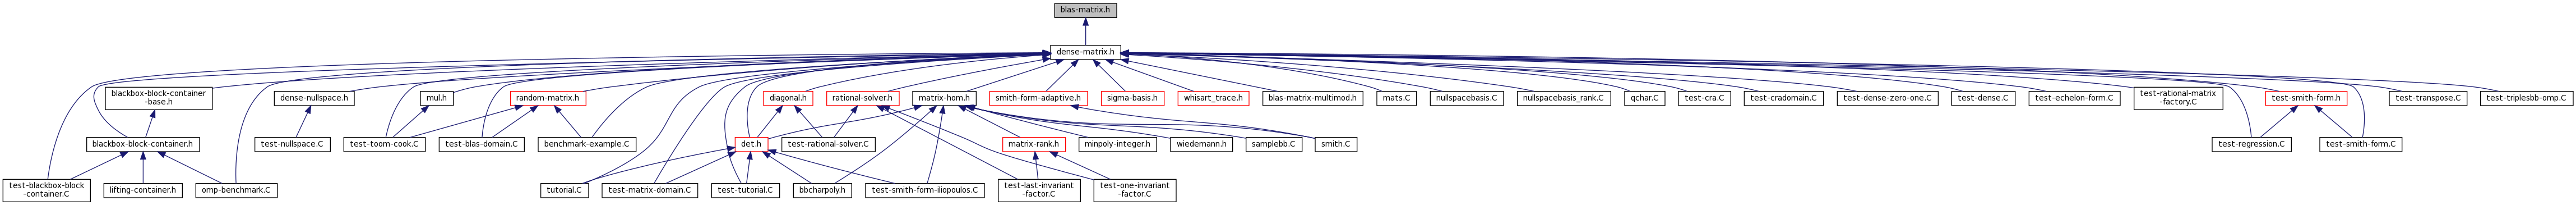 blas-matrix.h
dense-matrix.h
blackbox-block-container
-base.h
dense-nullspace.h
mul.h
random-matrix.h
diagonal.h
rational-solver.h
matrix-hom.h
smith-form-adaptive.h
sigma-basis.h
whisart_trace.h
blas-matrix-multimod.h
mats.C
nullspacebasis.C
nullspacebasis_rank.C
qchar.C
test-cra.C
test-cradomain.C
test-dense-zero-one.C
test-dense.C
test-echelon-form.C
test-rational-matrix
-factory.C
test-smith-form.h
test-transpose.C
test-triplesbb-omp.C
blackbox-block-container.h
test-nullspace.C
test-toom-cook.C
test-blas-domain.C
benchmark-example.C
det.h
test-rational-solver.C
matrix-rank.h
minpoly-integer.h
wiedemann.h
samplebb.C
smith.C
test-regression.C
test-smith-form.C
test-blackbox-block
-container.C
lifting-container.h
omp-benchmark.C
tutorial.C
test-matrix-domain.C
test-tutorial.C
bbcharpoly.h
test-smith-form-iliopoulos.C
test-last-invariant
-factor.C
test-one-invariant
-factor.C